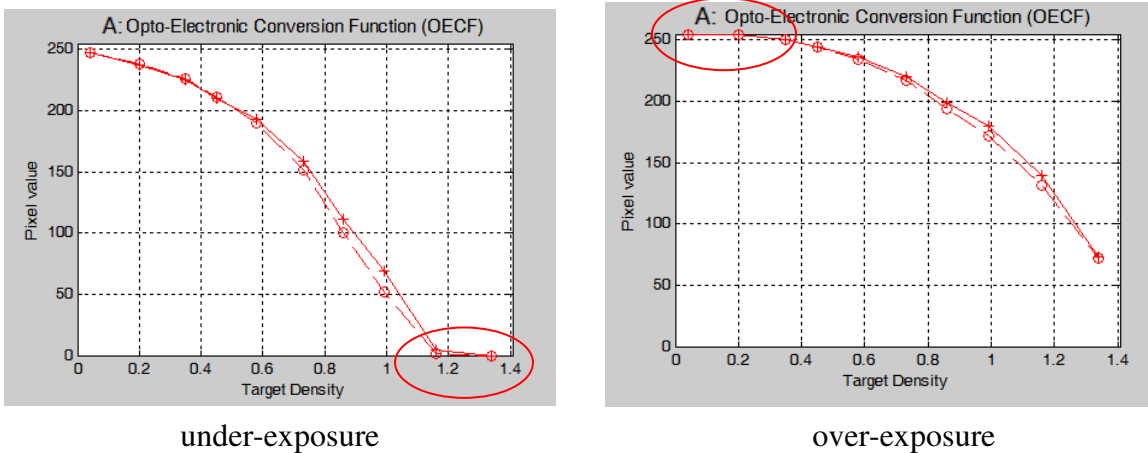 A: Opto-Electronic Conversion Function (OECF)
250
200
150
100
50
0
Pixel value
0 0.2 0.4 0.6 0.8 1 1.2 1.4
Target Density
under-exposure
A: Opto-Electronic Conversion Function (OECF)
250
200
150
100
50
0
Pixel value
0 0.2 0.4 0.6 0.8 1 1.2 1.4
Target Density
over-exposure